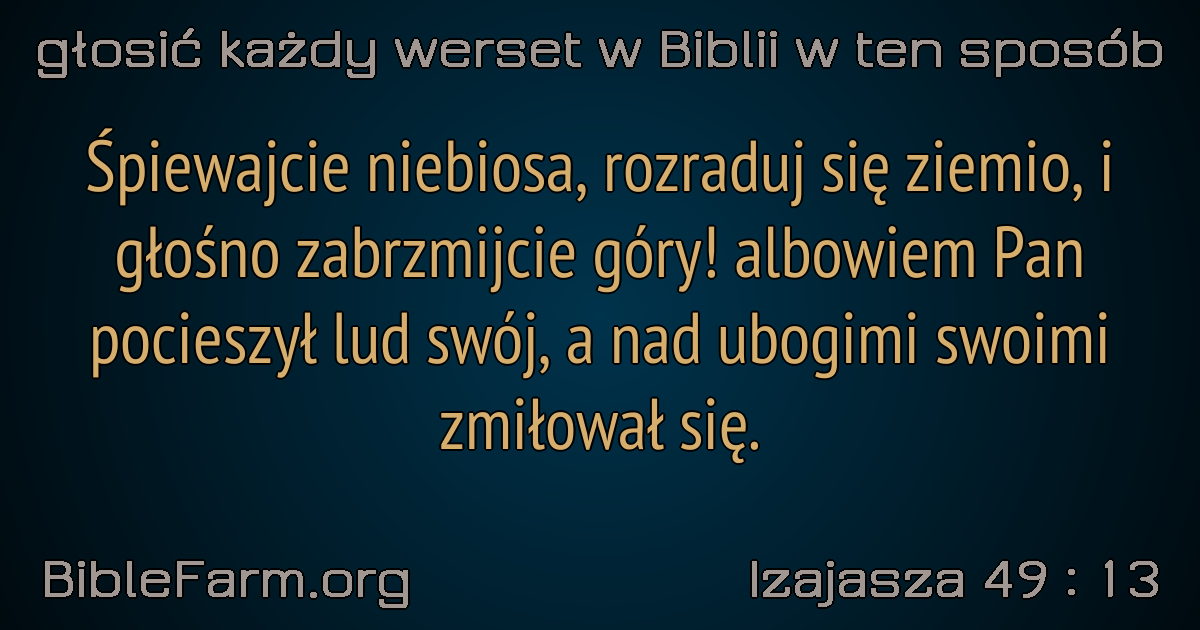 głosić każdy werset w Biblii w ten sposób
Śpiewajcie niebiosa, rozraduj się ziemio, i
głośno zabrzmijcie góry! albowiem Pan
pocieszył lud swój, a nad ubogimi swoimi
zmiłował się.
BibleFarm.org
Izajasza 49 : 13